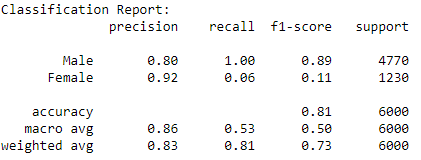 Classification Report:
precision recall f1-score support
Male 0.80 1.00 0.89 4770
Female 0.92 0.06 0.11 1230
accuracy 0.81 6000
macro avg 0.86 0.53 0.50 6000
weighted avg 0.83 0.81 0.73 6000